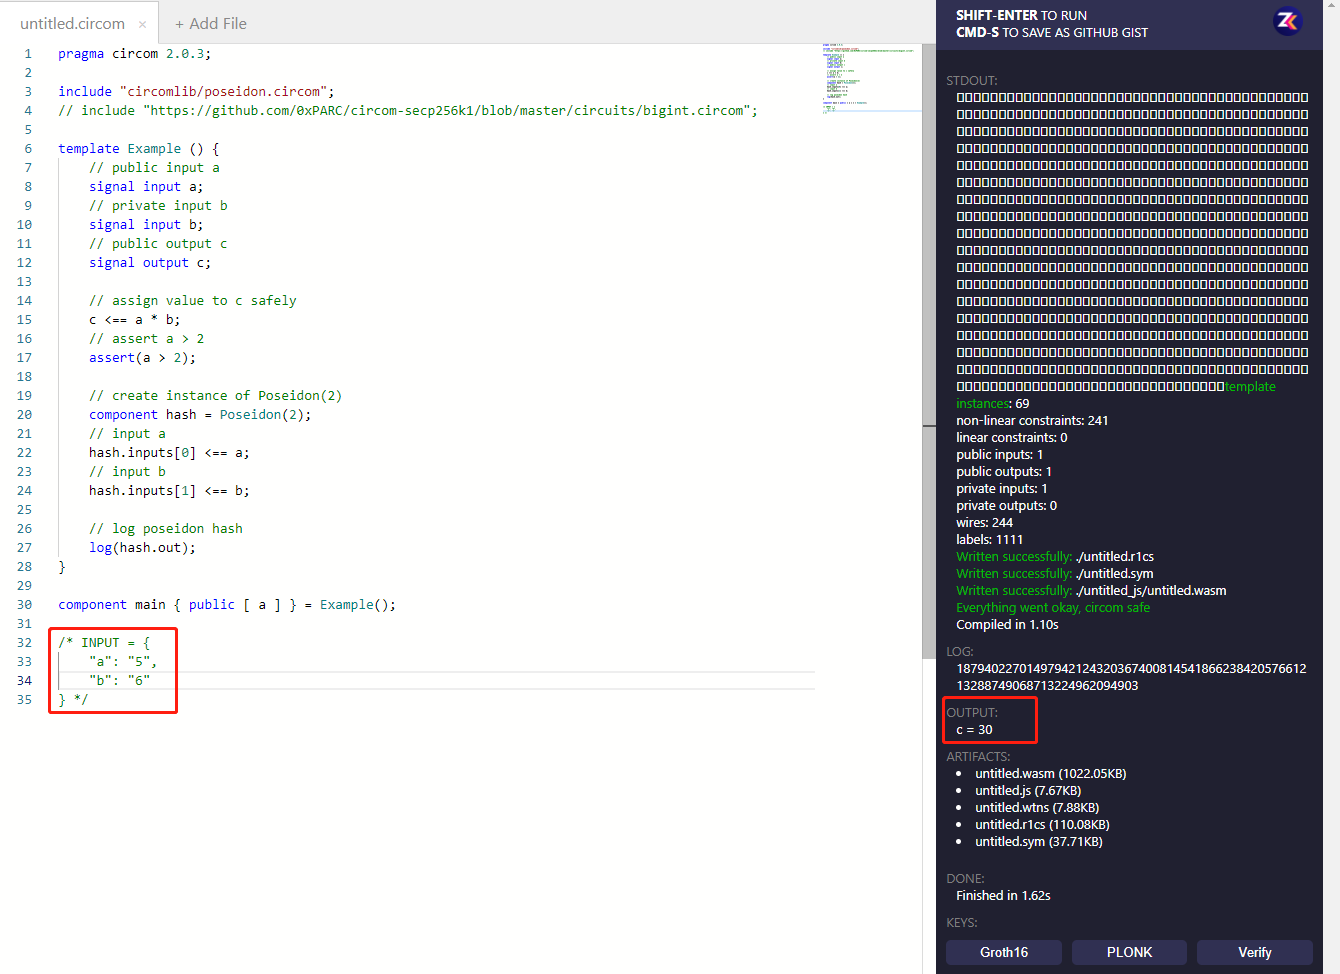 untitled.circom ×
+ Add File
1 pragma circom 2.0.3;
2
3 include "circomlib/poseidon.circom";
4 // include "https://github.com/0xPARC/circom-secp256k1/blob/master/circuits/bigint.circom";
5
6 template Example () {
7 // public input a
8 signal input a;
9 // private input b
10 signal input b;
11 // public output c
12 signal output c;
13
14 // assign value to c safely
15 c <== a * b;
16 // assert a > 2
17 assert(a > 2);
18
19 // create instance of Poseidon(2)
20 component hash = Poseidon(2);
21 // input a
22 hash.inputs[0] <== a;
23 // input b
24 hash.inputs[1] <== b;
25
26 // log poseidon hash
27 log(hash.out);
28 }
29
30 component main { public [ a ] } = Example();
31
32 /* INPUT = {
33 "a": "5",
34 "b": "6"
35 } */
SHIFT-ENTER TO RUN
CMD-S TO SAVE AS GITHUB GIST
ZK
STDOUT:
template
instances: 69
non-linear constraints: 241
linear constraints: 0
public inputs: 1
public outputs: 1
private inputs: 1
private outputs: 0
wires: 244
labels: 1111
Written successfully: ./untitled.r1cs
Written successfully: ./untitled.sym
Written successfully: ./untitled_js/untitled.wasm
Everything went okay, circom safe
Compiled in 1.10s
LOG:
18794022701497942124320367400814541866238420576612
13288749068713224962094903
OUTPUT:
c = 30
ARTIFACTS:
• untitled.wasm (1022.05KB)
• untitled.js (7.67KB)
• untitled.wtns (7.88KB)
• untitled.r1cs (110.08KB)
• untitled.sym (37.71KB)
DONE:
Finished in 1.62s
KEYS:
Groth16
PLONK
Verify